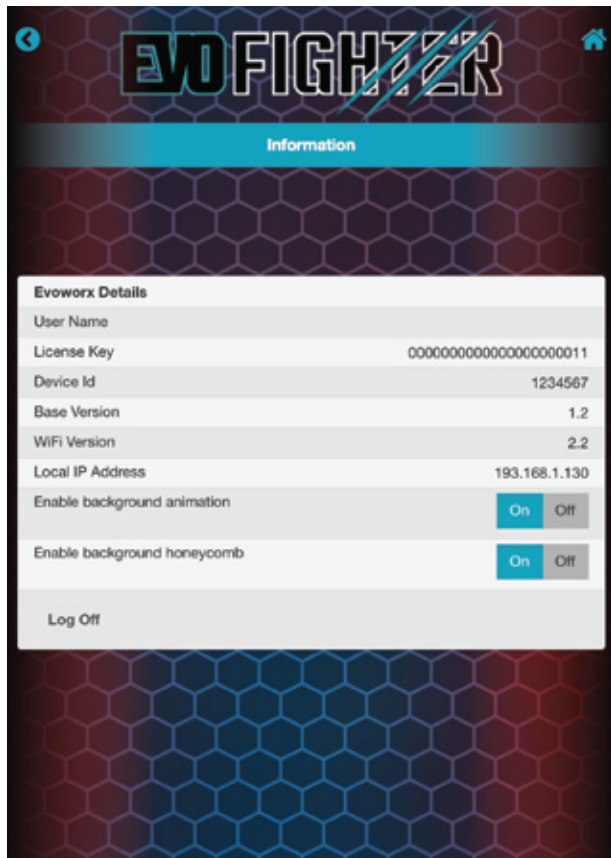 EVOFIGHTER
Information
Evoworx Details
User Name
License Key 0000000000000000000011
Device Id 1234567
Base Version 1.2
WiFi Version 2.2
Local IP Address 193.168.1.130
Enable background animation On Off
Enable background honeycomb On Off
Log Off